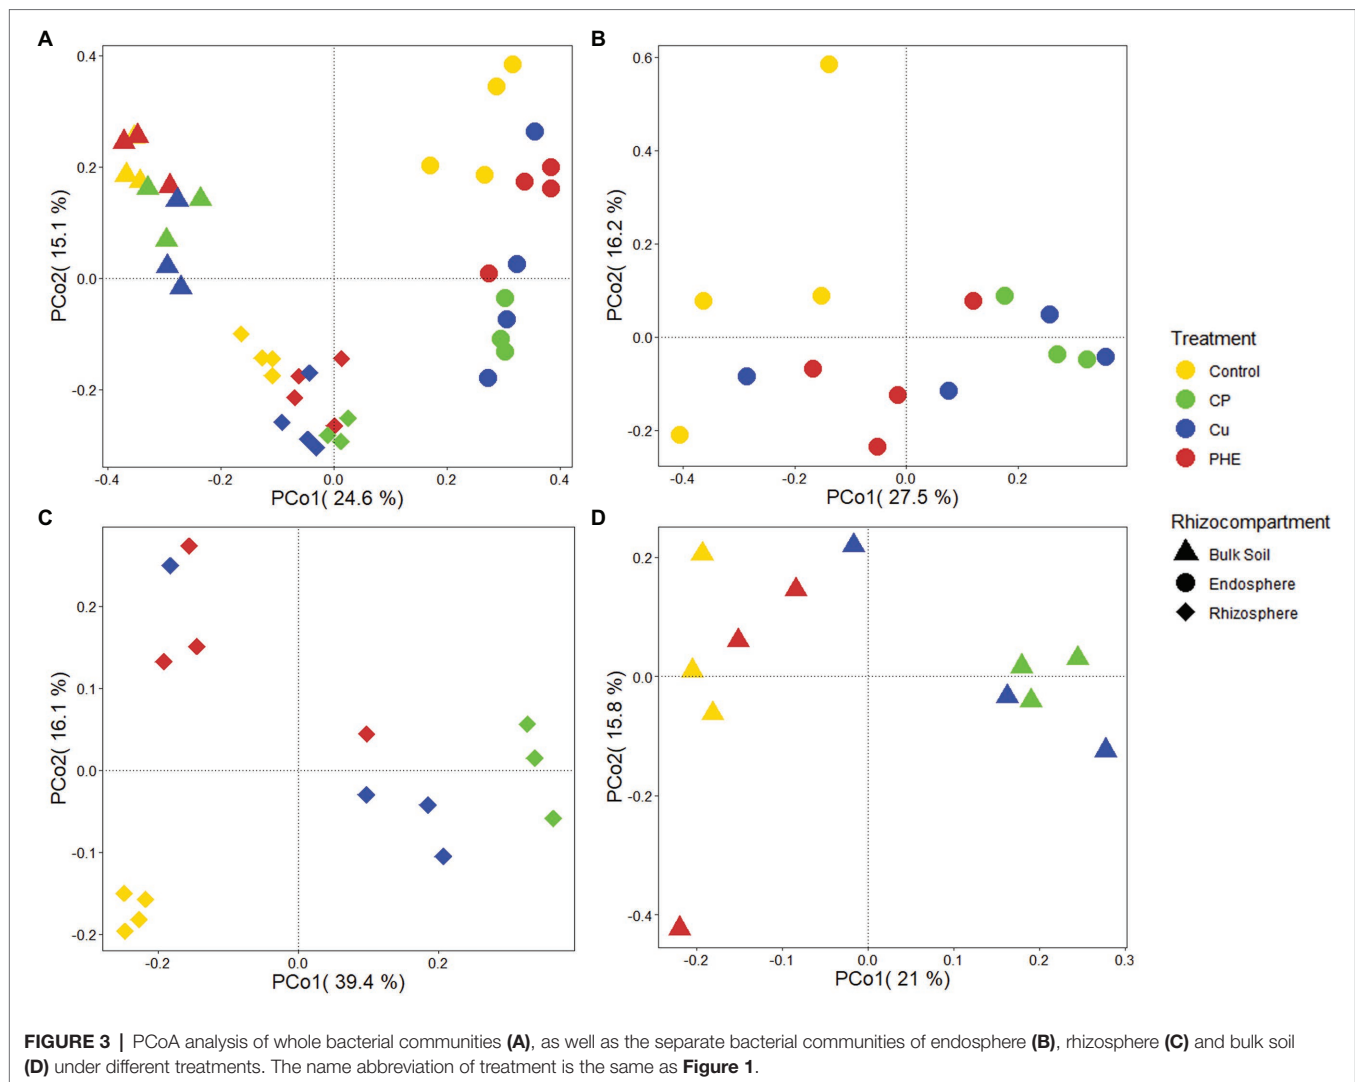 A
0.4
0.2
0.0
-0.2
-0.4
-0.2
0.0
0.2
0.4
PCo1( 24.6 %)
PCo2( 15.1 %)
B
0.6
0.4
0.2
0.0
-0.2
-0.4
-0.2
0.0
0.2
PCo1( 27.5 %)
PCo2( 16.2 %)
C
0.2
0.1
0.0
-0.1
-0.2
-0.2
0.0
0.2
PCo1( 39.4 %)
PCo2( 16.1 %)
D
0.2
0.0
-0.2
-0.4
-0.2
-0.1
0.0
0.1
0.2
0.3
PCo1( 21 %)
PCo2( 15.8 %)
Treatment
Control
CP
Cu
PHE
Rhizocompartment
Bulk Soil
Endosphere
Rhizosphere
FIGURE 3 | PCoA analysis of whole bacterial communities (A), as well as the separate bacterial communities of endosphere (B), rhizosphere (C) and bulk soil
(D) under different treatments. The name abbreviation of treatment is the same as Figure 1.